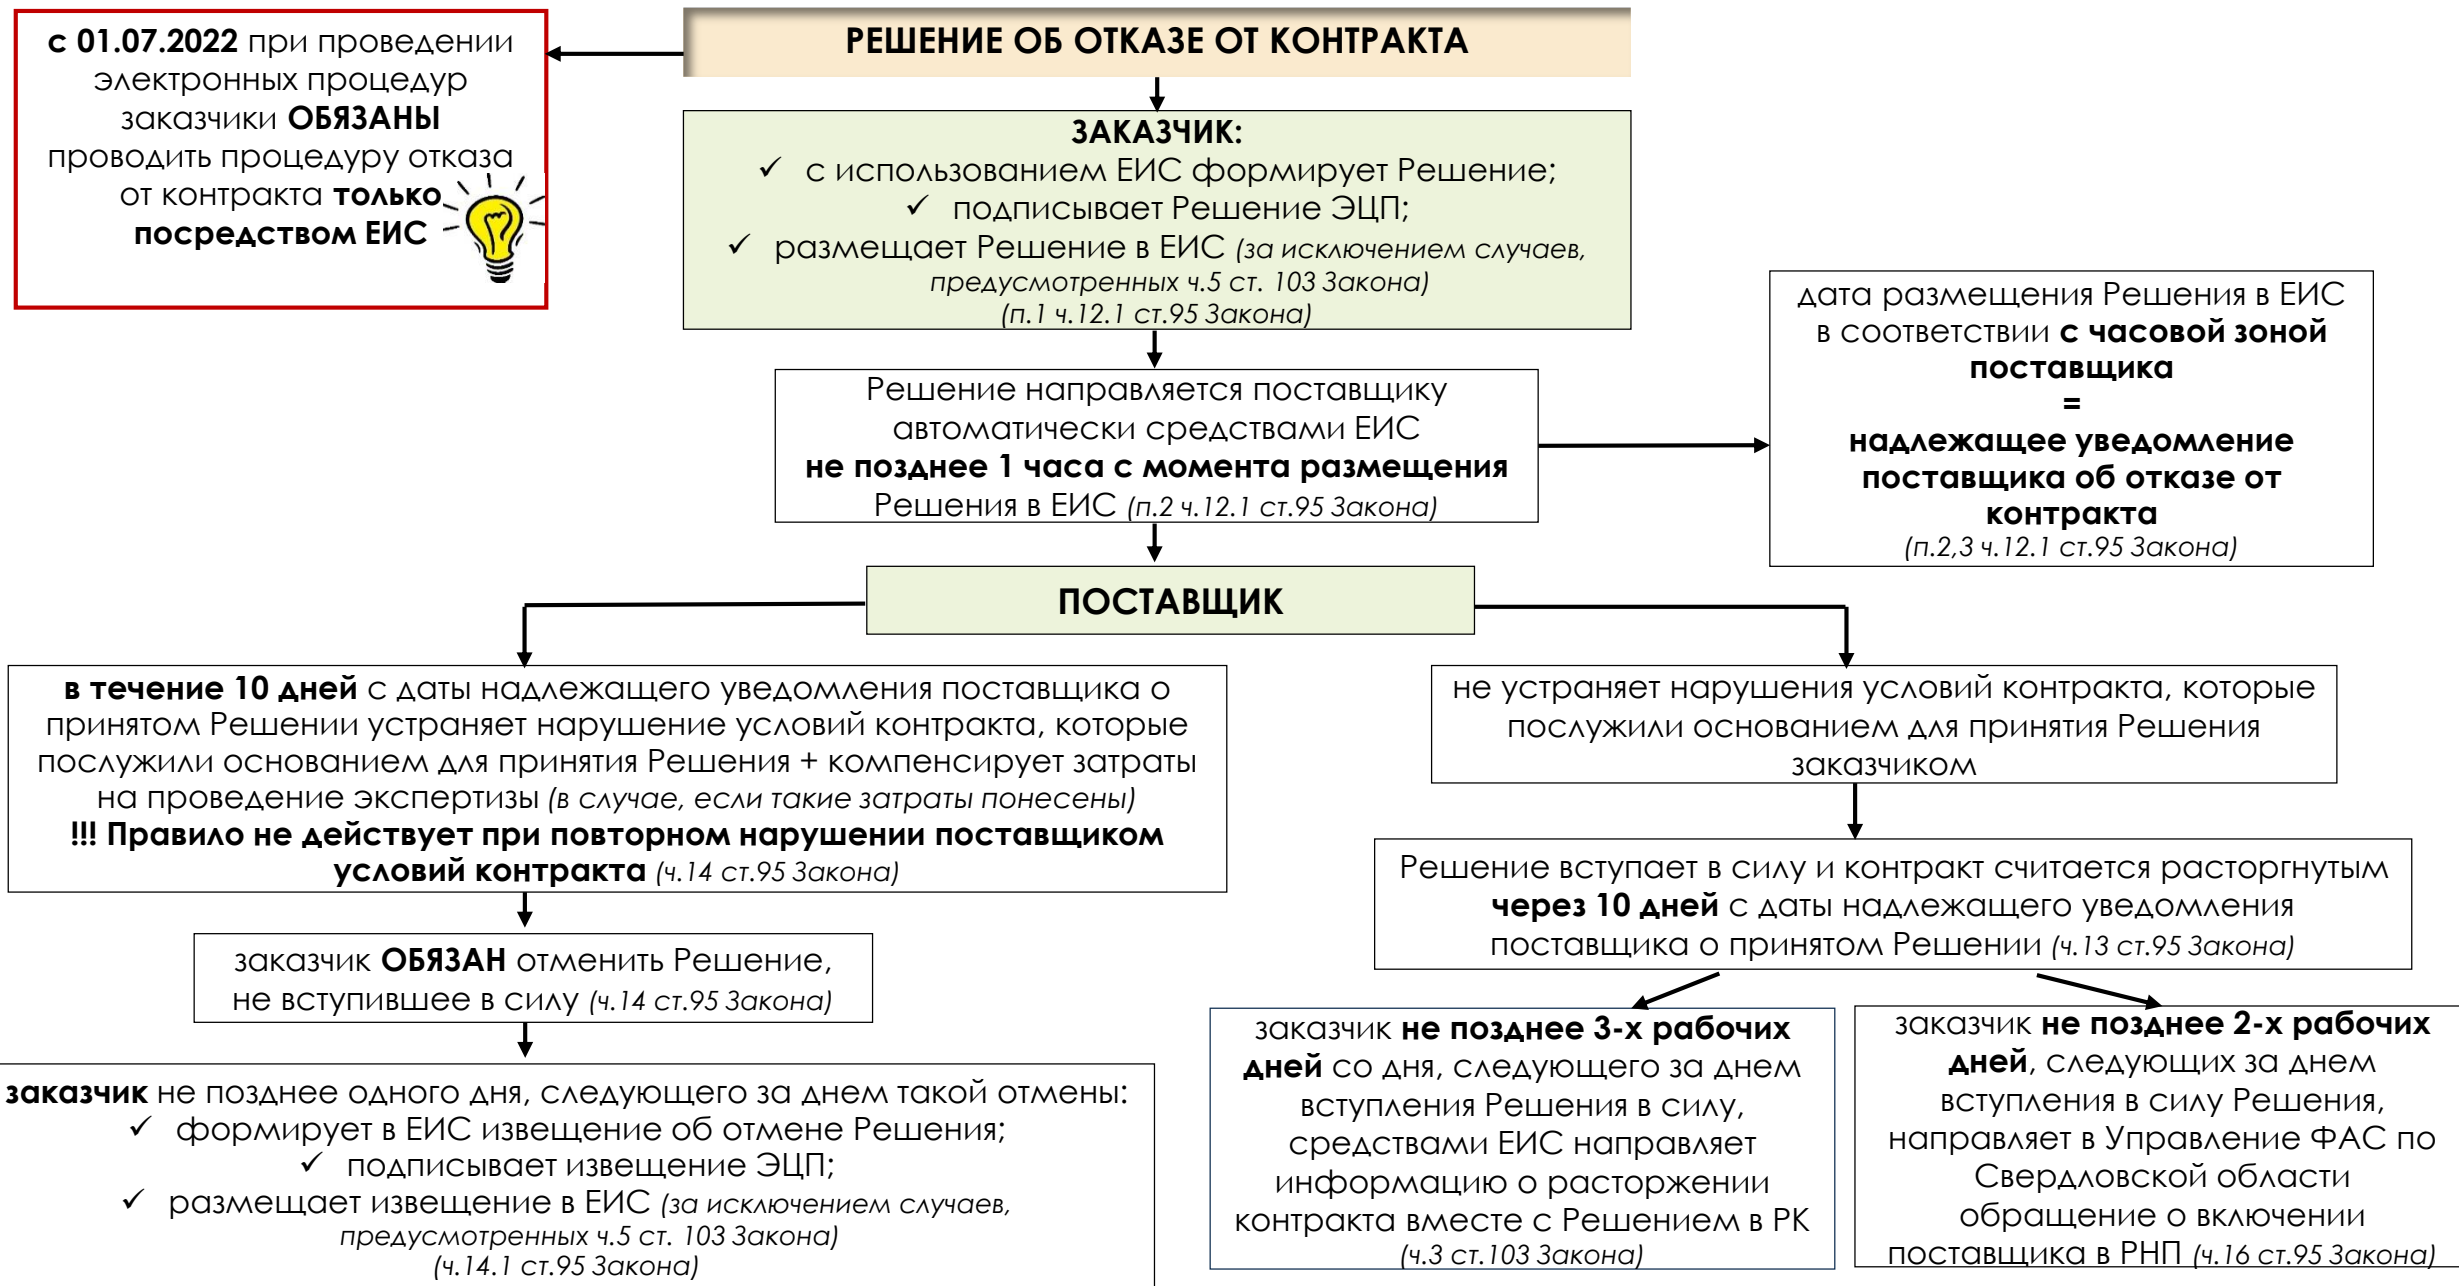 с 01.07.2022 при проведении
электронных процедур
заказчики ОБЯЗАНЫ
проводить процедуру отказа
от контракта только
посредством ЕИС
РЕШЕНИЕ ОБ ОТКАЗЕ ОТ КОНТРАКТА
ЗАКАЗЧИК:
✓ с использованием ЕИС формирует Решение;
✓ подписывает Решение ЭЦП;
✓ размещает Решение в ЕИС (за исключением случаев,
предусмотренных ч.5 ст. 103 Закона)
(п.1 ч.12.1 ст.95 Закона)
Решение направляется поставщику
автоматически средствами ЕИС
не позднее 1 часа с момента размещения
Решения в ЕИС (п.2 ч.12.1 ст.95 Закона)
дата размещения Решения в ЕИС
в соответствии с часовой зоной
поставщика
=
надлежащее уведомление
поставщика об отказе от
контракта
(п.2,3 ч.12.1 ст.95 Закона)
ПОСТАВЩИК
в течение 10 дней с даты надлежащего уведомления поставщика о
принятом Решении устраняет нарушение условий контракта, которые
послужили основанием для принятия Решения + компенсирует затраты
на проведение экспертизы (в случае, если такие затраты понесены)
!!! Правило не действует при повторном нарушении поставщиком
условий контракта (ч.14 ст.95 Закона)
заказчик ОБЯЗАН отменить Решение,
не вступившее в силу (ч.14 ст.95 Закона)
заказчик не позднее одного дня, следующего за днем такой отмены:
✓ формирует в ЕИС извещение об отмене Решения;
✓ подписывает извещение ЭЦП;
✓ размещает извещение в ЕИС (за исключением случаев,
предусмотренных ч.5 ст. 103 Закона)
(ч.14.1 ст.95 Закона)
не устраняет нарушения условий контракта, которые
послужили основанием для принятия Решения
заказчиком
Решение вступает в силу и контракт считается расторгнутым
через 10 дней с даты надлежащего уведомления
поставщика о принятом Решении (ч.13 ст.95 Закона)
заказчик не позднее 3-х рабочих
дней со дня, следующего за днем
вступления Решения в силу,
средствами ЕИС направляет
информацию о расторжении
контракта вместе с Решением в РК
(ч.3 ст.103 Закона)
заказчик не позднее 2-х рабочих
дней, следующих за днем
вступления в силу Решения,
направляет в Управление ФАС по
Свердловской области
обращение о включении
поставщика в РНП (ч.16 ст.95 Закона)